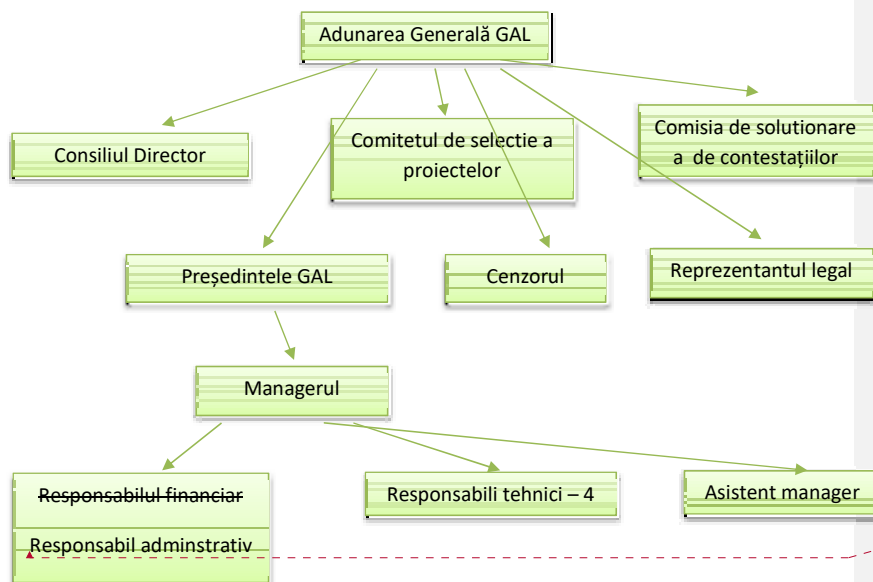 Adunarea Generală GAL
Consiliul Director
Comitetul de selectie a
proiectelor
Comisia de solutionare
a de contestațiilor
Președintele GAL
Cenzorul
Reprezentantul legal
Managerul
Responsabilul financiar
Responsabil adminstrativ
Responsabili tehnici – 4
Asistent manager